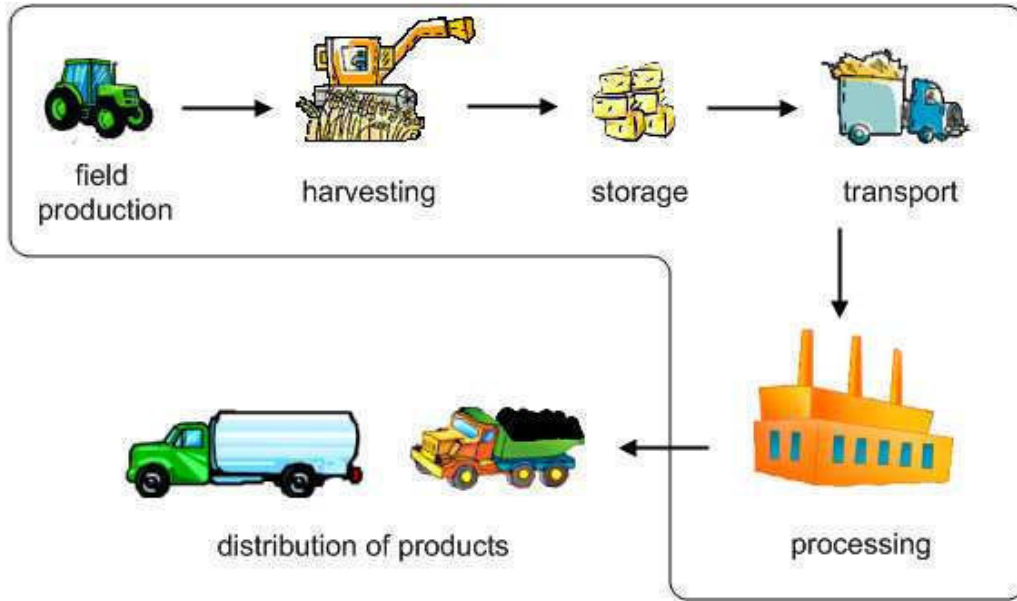 field
production
harvesting
storage
transport
processing
distribution of products